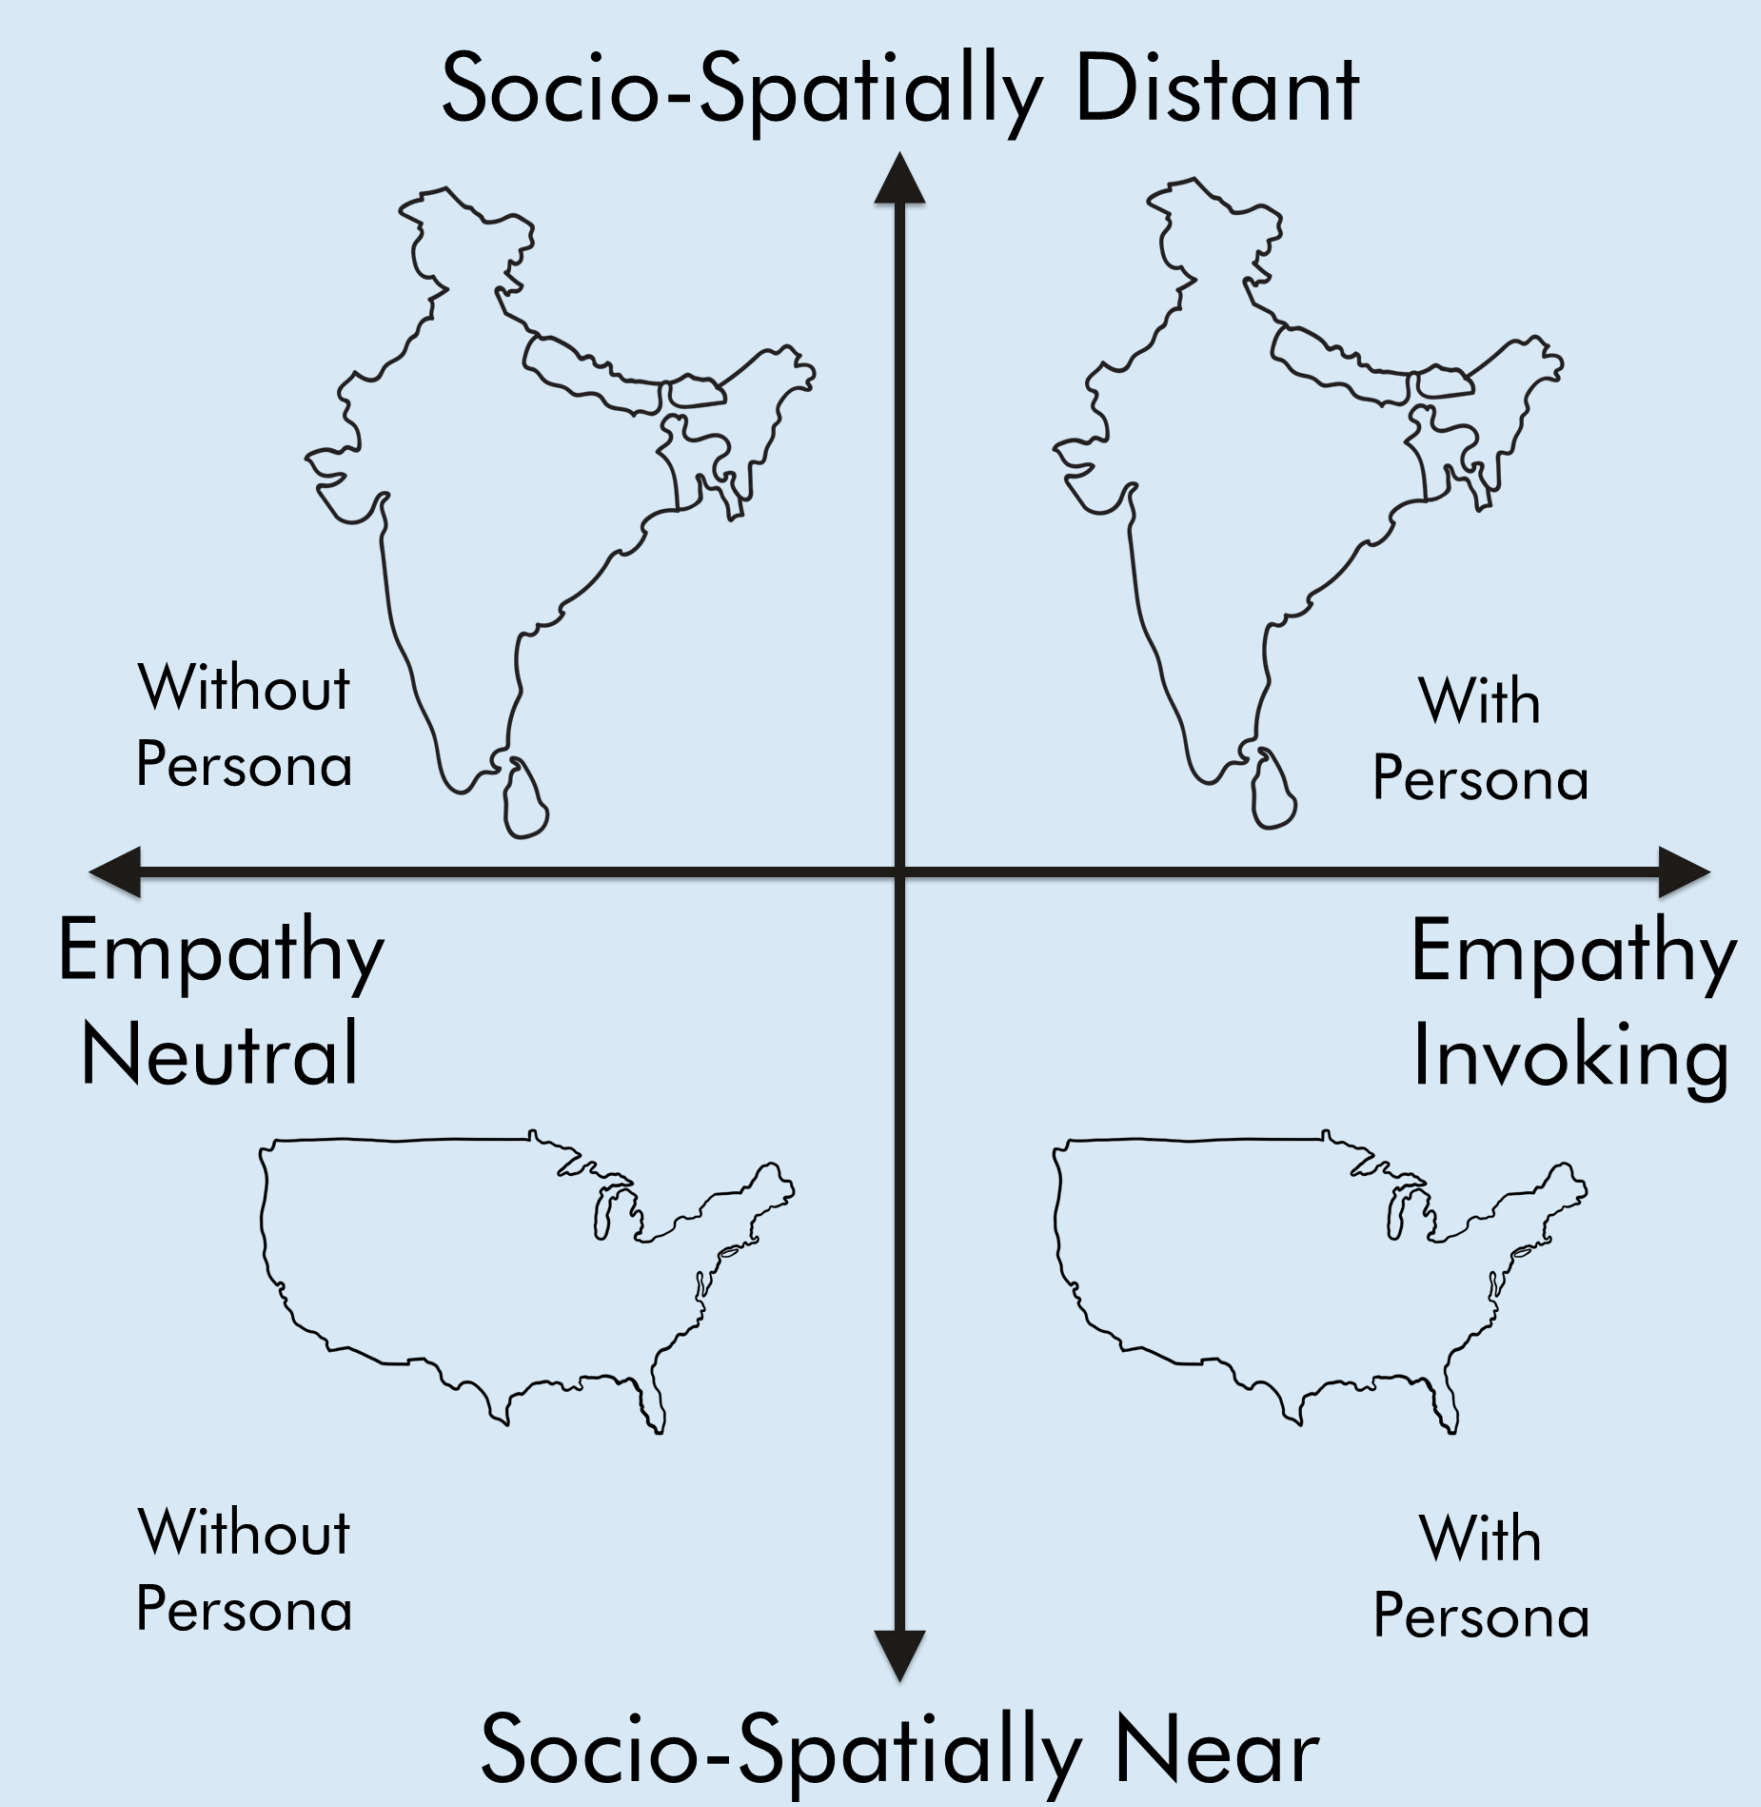 Socio-Spatially Distant
Without
Persona
With
Persona
Empathy
Neutral
Empathy
Invoking
Without
Persona
With
Persona
Socio-Spatially Near